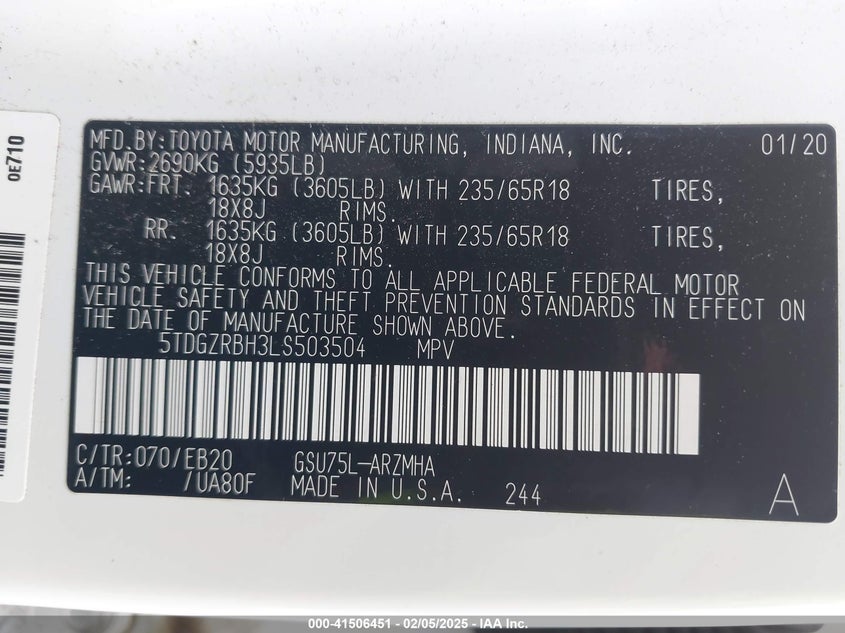 OE710
MFD.BY:TOYOTA MOTOR MANUFACTURING, INDIANA, INC. 01/20
GVWR:2690KG (5935LB)
GAWR:FRT. 1635KG (3605LB) WITH 235/65R18 TIRES,
18X8J RIMS.
RR. 1635KG (3605LB) WITH 235/65R18 TIRES,
18X8J RIMS.
THIS VEHICLE CONFORMS TO ALL APPLICABLE FEDERAL MOTOR
VEHICLE SAFETY AND THEFT PREVENTION STANDARDS IN EFFECT ON
THE DATE OF MANUFACTURE SHOWN ABOVE.
5TDGZRBH3LS503504 MPV
C/TR:070/EB20 GSU75L-ARZMHA
A/TM: /UA80F MADE IN U.S.A. 244 A
000-41506451 - 02/05/2025 - IAA Inc.